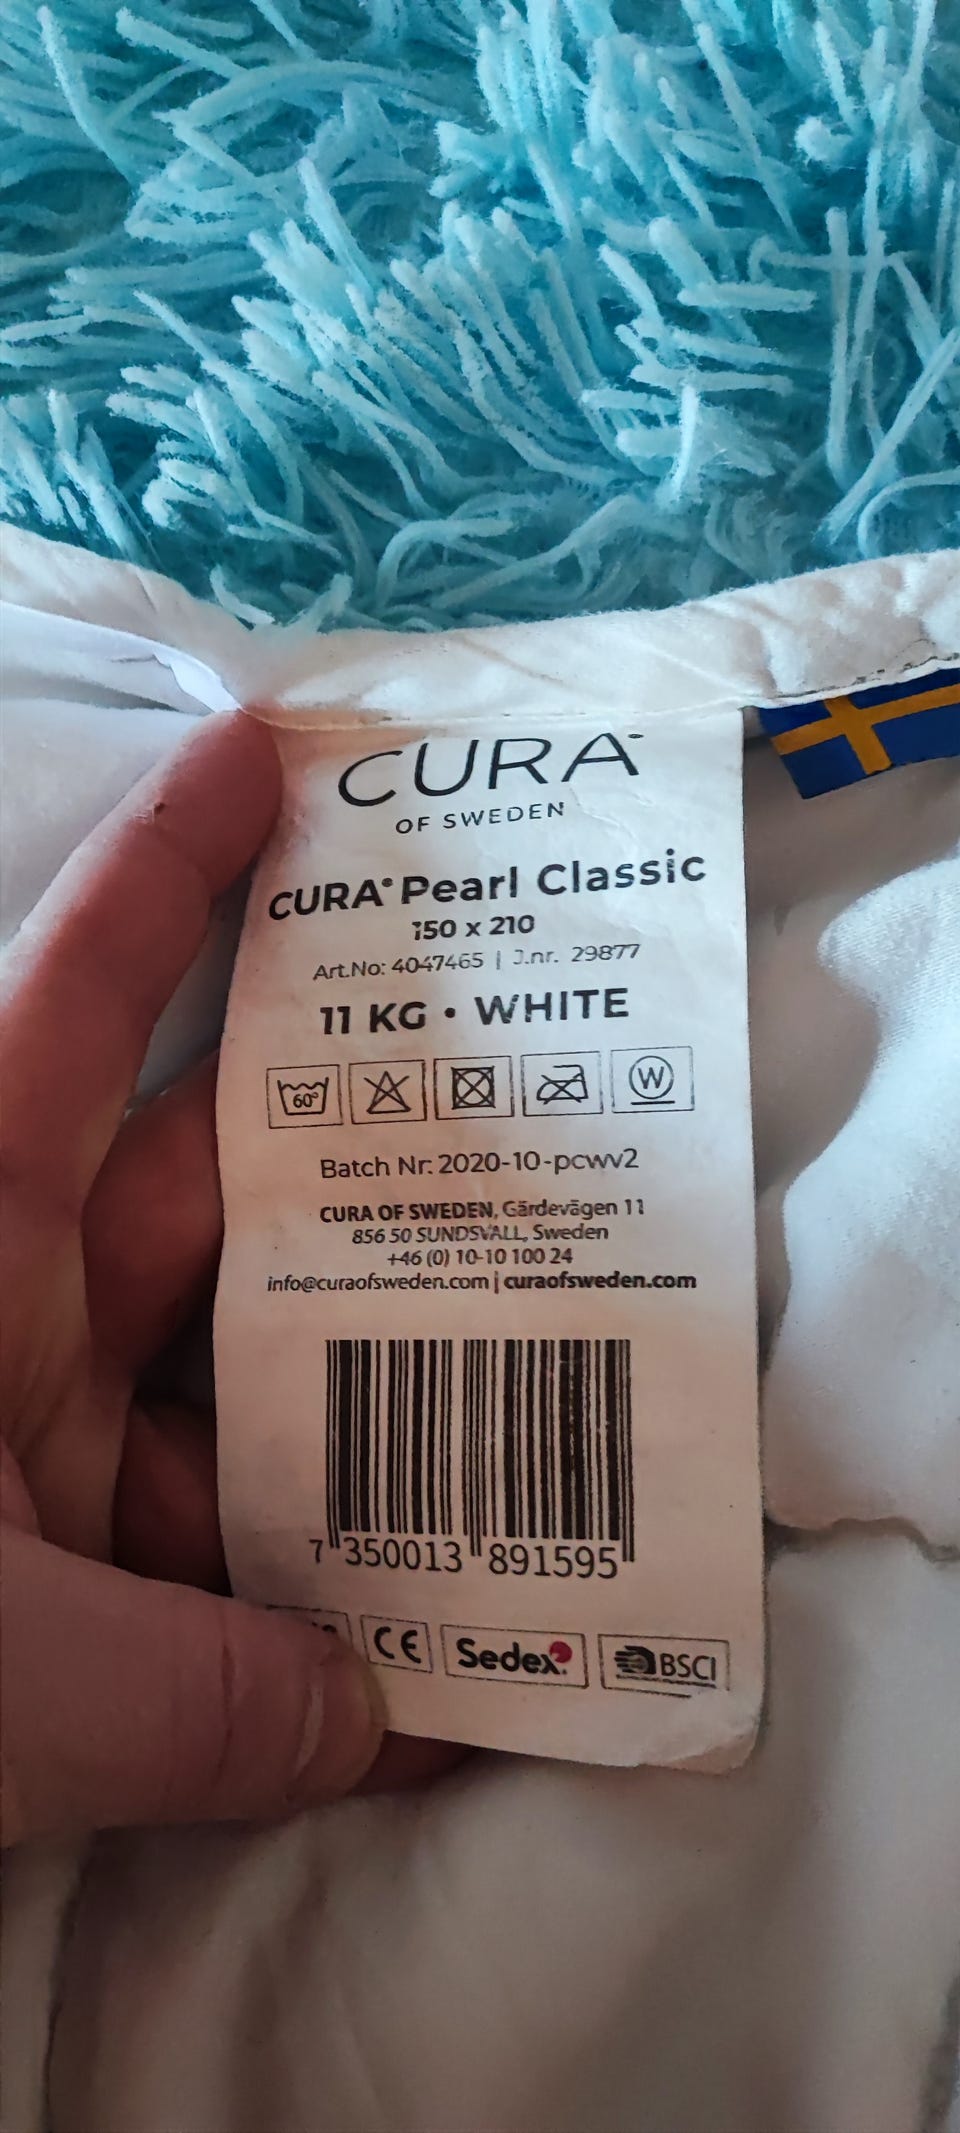 CURA
OF SWEDEN
CURA® Pearl Classic
150 x 210
Art.No: 4047465 | J.nr. 29877
11 KG • WHITE
60°
W
Batch Nr: 2020-10-pcwv2
CURA OF SWEDEN, Gärdevägen 11
856 50 SUNDSVALL, Sweden
+46 (0) 10-10 100 24
info@curaofsweden.com | curaofsweden.com
7 350013 891595
CE Sedex BSCI